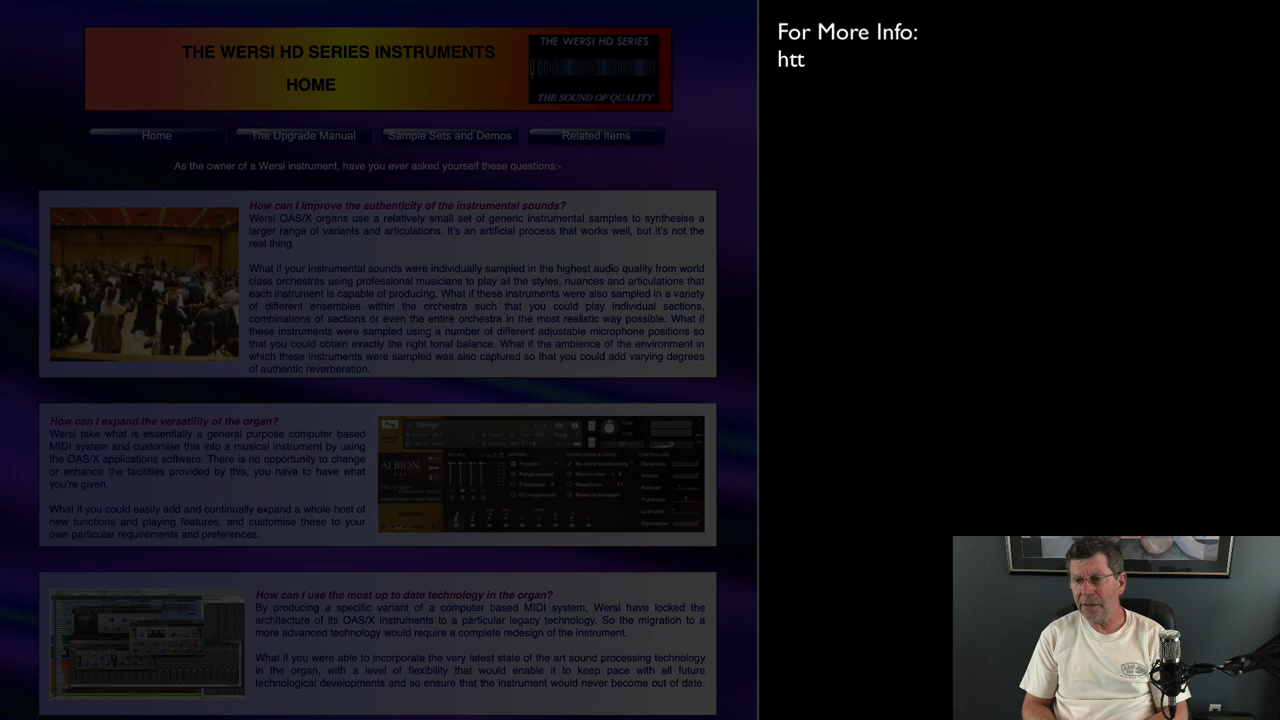 THE WERSI HD SERIES INSTRUMENTS
HOME
THE WERSI HD SERIES
THE SOUND OF QUALITY
Home
The Upgrade Manual
Sample Sets and Demos
Related Items
As the owner of a Wersi instrument, have you ever asked yourself these questions:-
How can I improve the authenticity of the instrumental sounds?
Wersi OAS/X organs use a relatively small set of generic instrumental samples to synthesise a
larger range of variants and articulations. It's an artificial process that works well, but it's not the
real thing.
What if your instrumental sounds were individually sampled in the highest audio quality from world
class orchestras using professional musicians to play all the styles, nuances and articulations that
each instrument is capable of producing. What if these instruments were also sampled in a variety
of different ensembles within the orchestra such that you could play individual sections,
combinations of sections or even the entire orchestra in the most realistic way possible. What if
these instruments were sampled using a number of different adjustable microphone positions so
that you could obtain exactly the right tonal balance. What if the ambience of the environment in
which these instruments were sampled was also captured so that you could add varying degrees
of authentic reverberation.
How can I expand the versatility of the organ?
Wersi take what is essentially a general purpose computer based
MIDI system and customise this into a musical instrument by using
the OAS/X applications software. There is no opportunity to change
or enhance the facilities provided by this, you have to have what
you're given.
What if you could easily add and continually expand a whole host of
new functions and playing features, and customise these to your
own particular requirements and preferences.
Strings
ALBION
How can I use the most up to date technology in the organ?
By producing a specific variant of a computer based MIDI system, Wersi have locked the
architecture of its OAS/X instruments to a particular legacy technology. So the migration to a
more advanced technology would require a complete redesign of the instrument.
What if you were able to incorporate the very latest state of the art sound processing technology
in the organ, with a level of flexibility that would enable it to keep pace with all future
technological developments and so ensure that the instrument would never become out of date.
For More Info:
htt